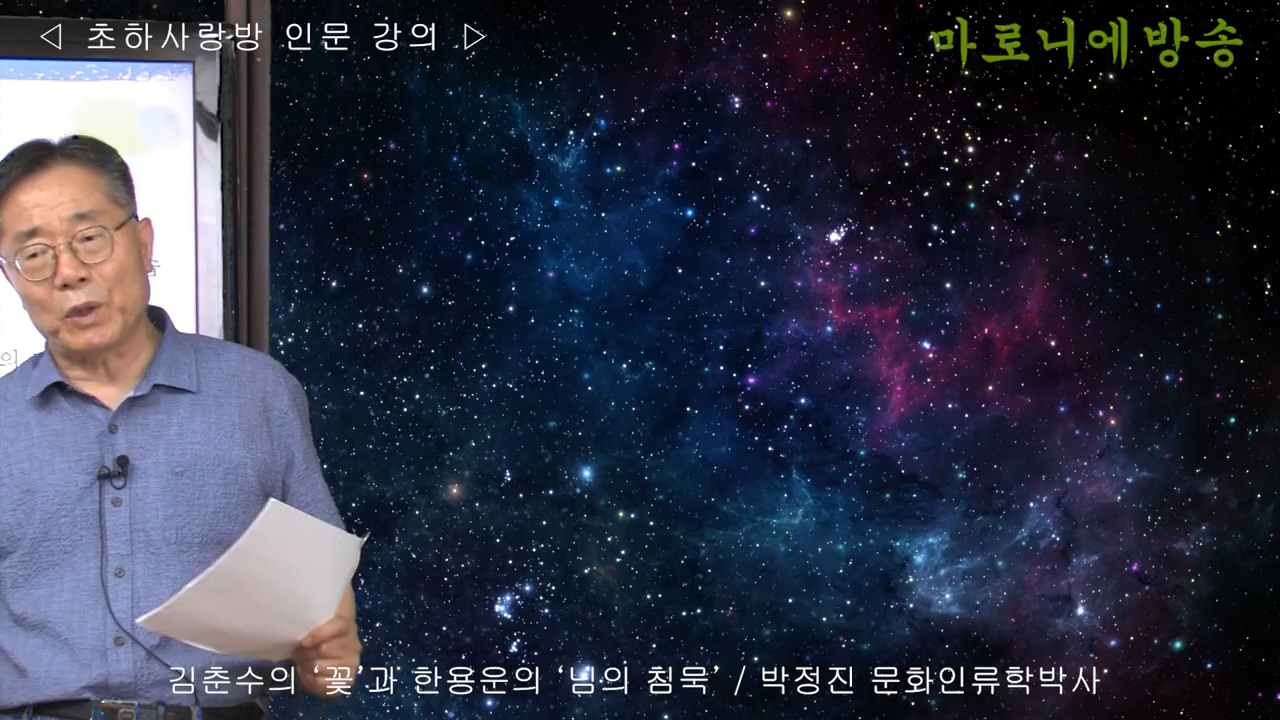 ◁ 초하사랑방 인문 강의 ▷
마로니에방송
의
김춘수의 ‘꽃’과 한용운의 ‘님의 침묵’ / 박정진 문화인류학박사